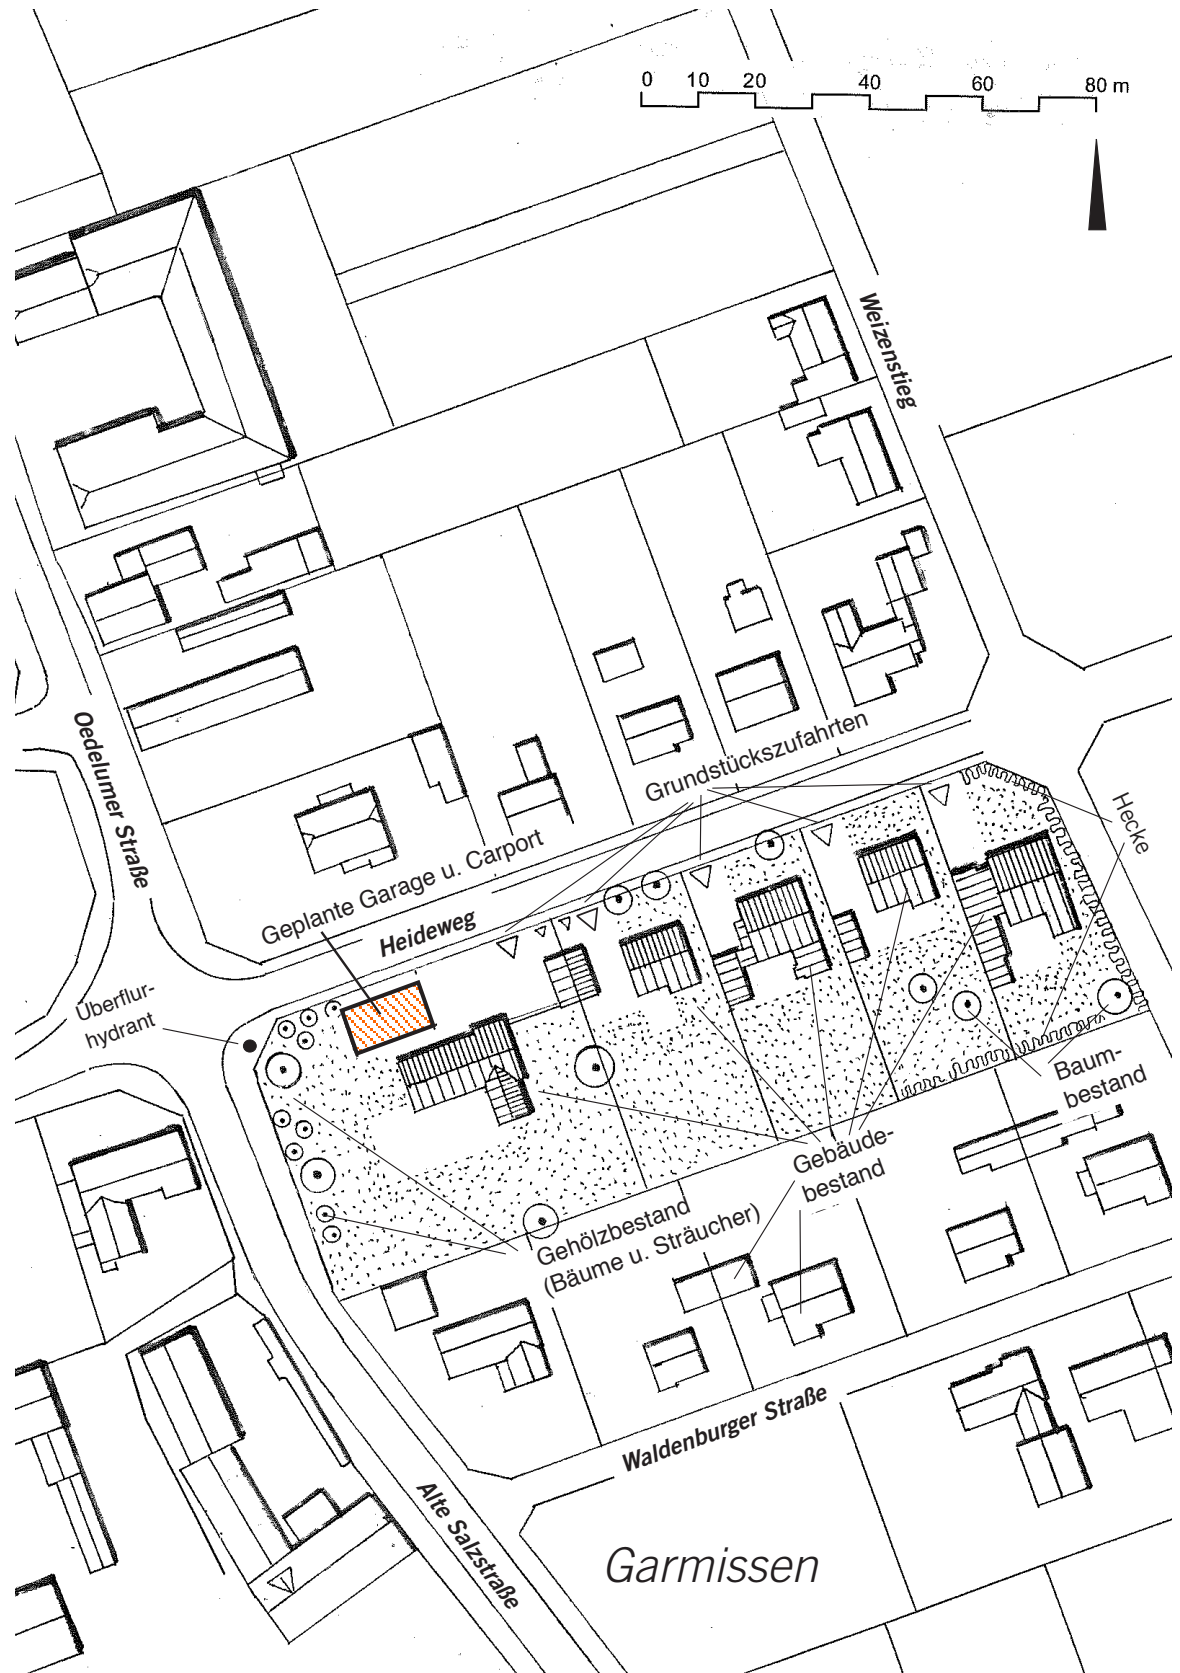 0 10 20 40 60 80 m
Weizenstieg
Oedelumer Straße
Grundstückszufahrten
Hecke
Geplante Garage u. Carport
Heideweg
Überflur-
hydrant
Baum-
bestand
Gebäude-
bestand
Gehölzbestand
(Bäume u. Sträucher)
Waldenburger Straße
Alte Salzstraße
Garmissen